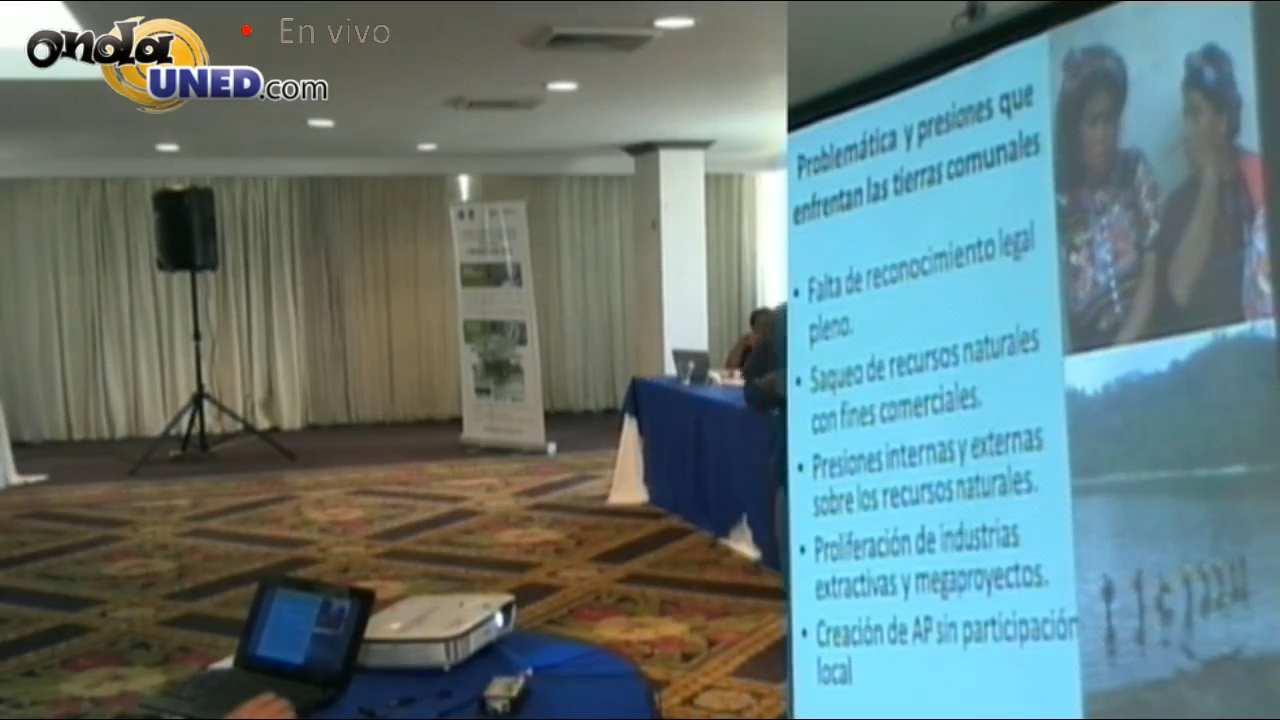 onda
UNED.com
En vivo
Problemática y presiones que
enfrentan las tierras comunales
• Falta de reconocimiento legal
pleno.
• Saqueo de recursos naturales
con fines comerciales.
• Presiones internas y externas
sobre los recursos naturales.
• Proliferación de industrias
extractivas y megaproyectos.
• Creación de AP sin participación
local